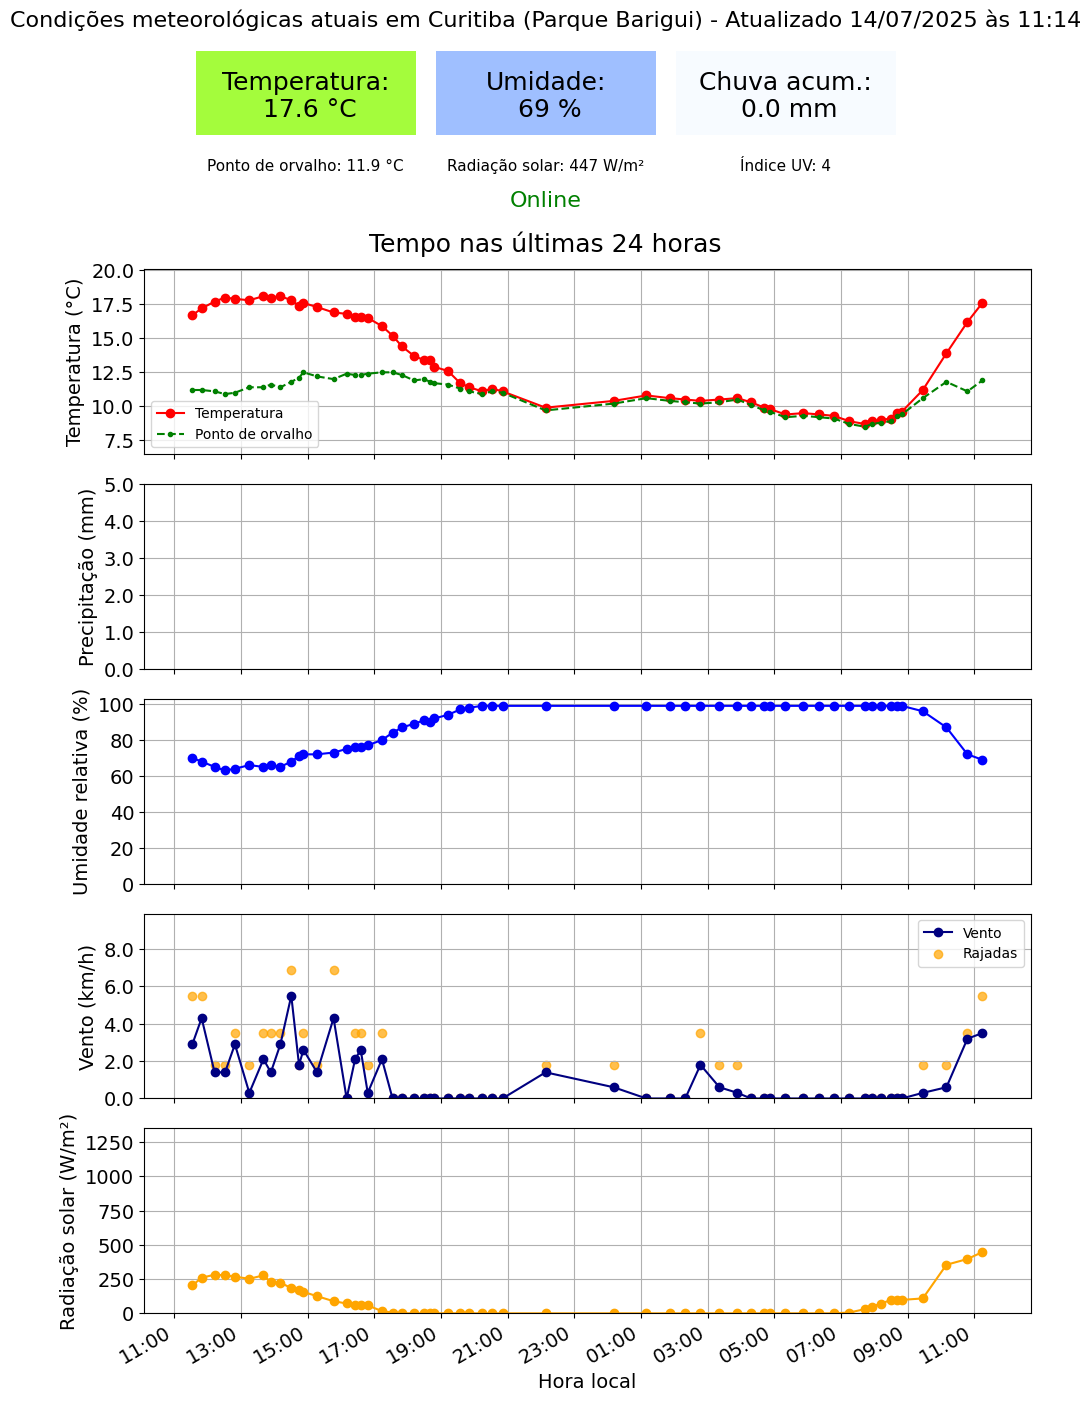 Condições meteorológicas atuais em Curitiba (Parque Barigui) - Atualizado 14/07/2025 às 11:14
Temperatura:
17.6 °C
Umidade:
69 %
Chuva acum.:
0.0 mm
Ponto de orvalho: 11.9 °C
Radiação solar: 447 W/m²
Índice UV: 4
Online
Tempo nas últimas 24 horas
Temperatura (°C)
20.0
17.5
15.0
12.5
10.0
7.5
Temperatura
Ponto de orvalho
Precipitação (mm)
5.0
4.0
3.0
2.0
1.0
0.0
Umidade relativa (%)
100
80
60
40
20
0
Vento (km/h)
8.0
6.0
4.0
2.0
0.0
Vento
Rajadas
Radiação solar (W/m²)
1250
1000
750
500
250
0
11:00
13:00
15:00
17:00
19:00
21:00
23:00
01:00
03:00
05:00
07:00
09:00
11:00
Hora local